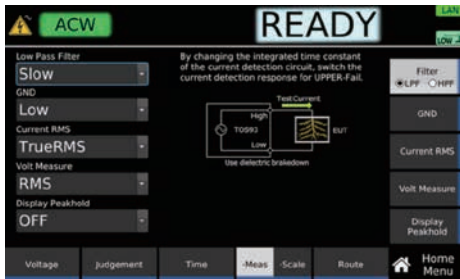 ACW
READY
LAN
LOW
Low Pass Filter
Slow
GND
Low
Current RMS
TrueRMS
Volt Measure
RMS
Display Peakhold
OFF
By changing the integrated time constant
of the current detection circuit, switch the
current detection response for UPPER-Fail.
TestCurrent
High
TOS93
EUT
Low
Use dielectric brakedown
Filter
LPF HPF
GND
Current RMS
Volt Measure
Display
Peakhold
Voltage
Judgement
Time
-Meas
-Scale
Route
Home
Menu